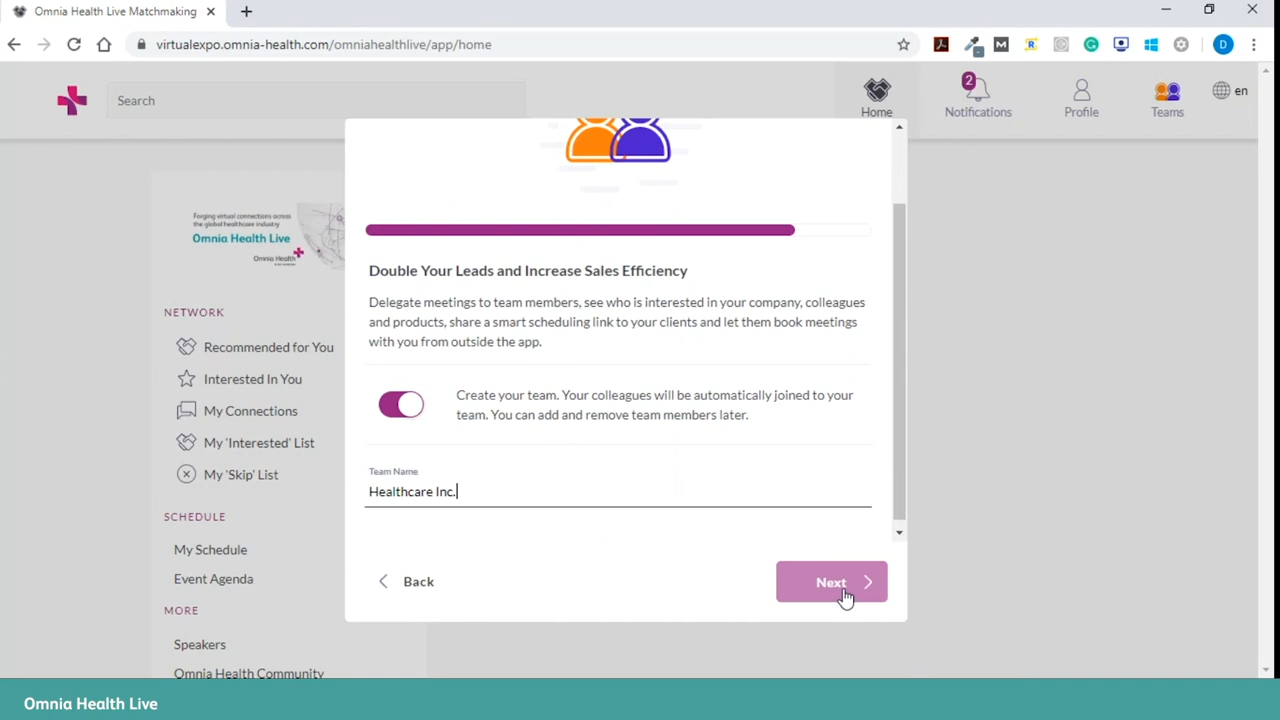 Omnia Health Live Matchmaking
virtualexpo.omnia-health.com/omniahealthlive/app/home
D
Search
Home
2
Notifications
Profile
Teams
en
Forging virtual connections across
the global healthcare industry
Omnia Health Live
Omnia Health
NETWORK
Recommended for You
Interested In You
My Connections
My 'Interested' List
My 'Skip' List
SCHEDULE
My Schedule
Event Agenda
MORE
Speakers
Omnia Health Community
Double Your Leads and Increase Sales Efficiency
Delegate meetings to team members, see who is interested in your company, colleagues
and products, share a smart scheduling link to your clients and let them book meetings
with you from outside the app.
Create your team. Your colleagues will be automatically joined to your
team. You can add and remove team members later.
Team Name
Healthcare Inc.
Back
Next
Omnia Health Live